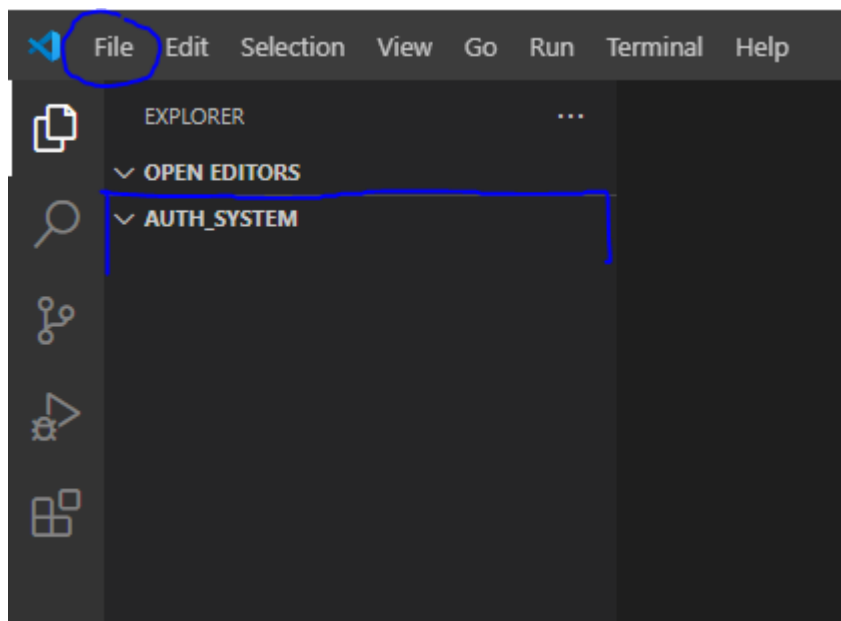 File Edit Selection View Go Run Terminal Help
EXPLORER ...
OPEN EDITORS
AUTH_SYSTEM